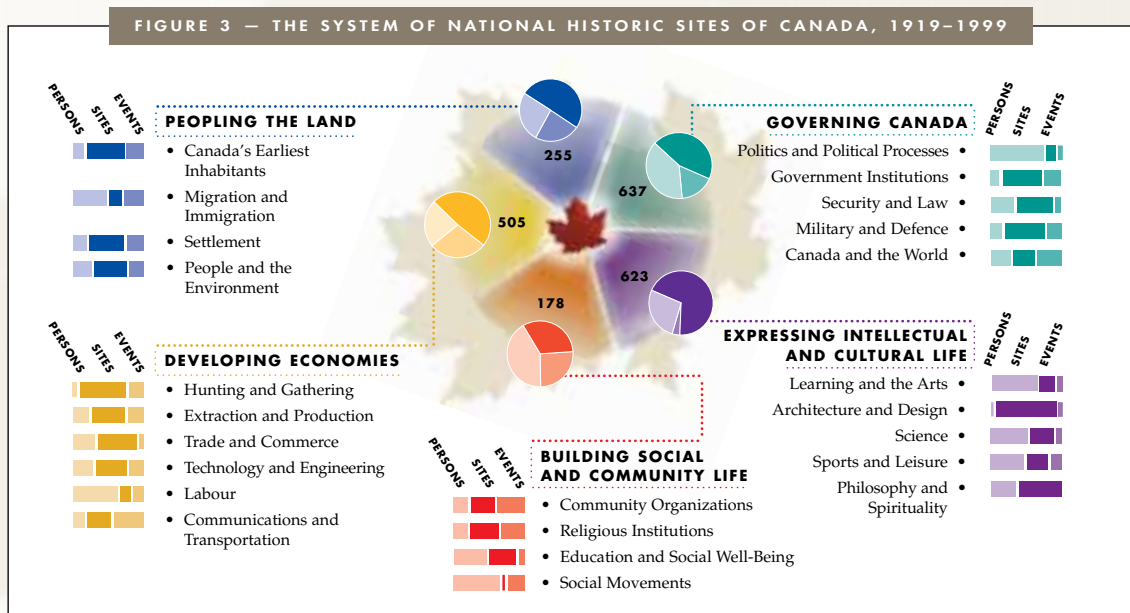 FIGURE 3 — THE SYSTEM OF NATIONAL HISTORIC SITES OF CANADA, 1919–1999
PERSONS
SITES
EVENTS
PEOPLING THE LAND
• Canada's Earliest
Inhabitants
• Migration and
Immigration
• Settlement
• People and the
Environment
255
637
505
623
178
PERSONS
SITES
EVENTS
GOVERNING CANADA
Politics and Political Processes •
Government Institutions •
Security and Law •
Military and Defence •
Canada and the World •
PERSONS
SITES
EVENTS
DEVELOPING ECONOMIES
• Hunting and Gathering
• Extraction and Production
• Trade and Commerce
• Technology and Engineering
• Labour
• Communications and
Transportation
PERSONS
SITES
EVENTS
BUILDING SOCIAL
AND COMMUNITY LIFE
• Community Organizations
• Religious Institutions
• Education and Social Well-Being
• Social Movements
PERSONS
SITES
EVENTS
EXPRESSING INTELLECTUAL
AND CULTURAL LIFE
Learning and the Arts •
Architecture and Design •
Science •
Sports and Leisure •
Philosophy and •
Spirituality